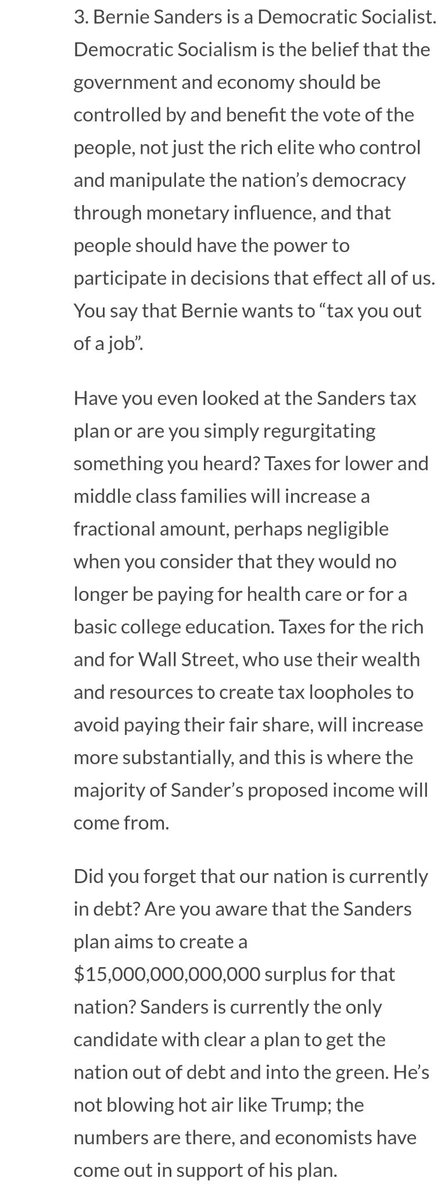 3. Bernie Sanders is a Democratic Socialist.
Democratic Socialism is the belief that the
government and economy should be
controlled by and benefit the vote of the
people, not just the rich elite who control
and manipulate the nation’s democracy
through monetary influence, and that
people should have the power to
participate in decisions that effect all of us.
You say that Bernie wants to “tax you out
of a job”.
Have you even looked at the Sanders tax
plan or are you simply regurgitating
something you heard? Taxes for lower and
middle class families will increase a
fractional amount, perhaps negligible
when you consider that they would no
longer be paying for health care or for a
basic college education. Taxes for the rich
and for Wall Street, who use their wealth
and resources to create tax loopholes to
avoid paying their fair share, will increase
more substantially, and this is where the
majority of Sander’s proposed income will
come from.
Did you forget that our nation is currently
in debt? Are you aware that the Sanders
plan aims to create a
$15,000,000,000,000 surplus for that
nation? Sanders is currently the only
candidate with clear a plan to get the
nation out of debt and into the green. He’s
not blowing hot air like Trump; the
numbers are there, and economists have
come out in support of his plan.